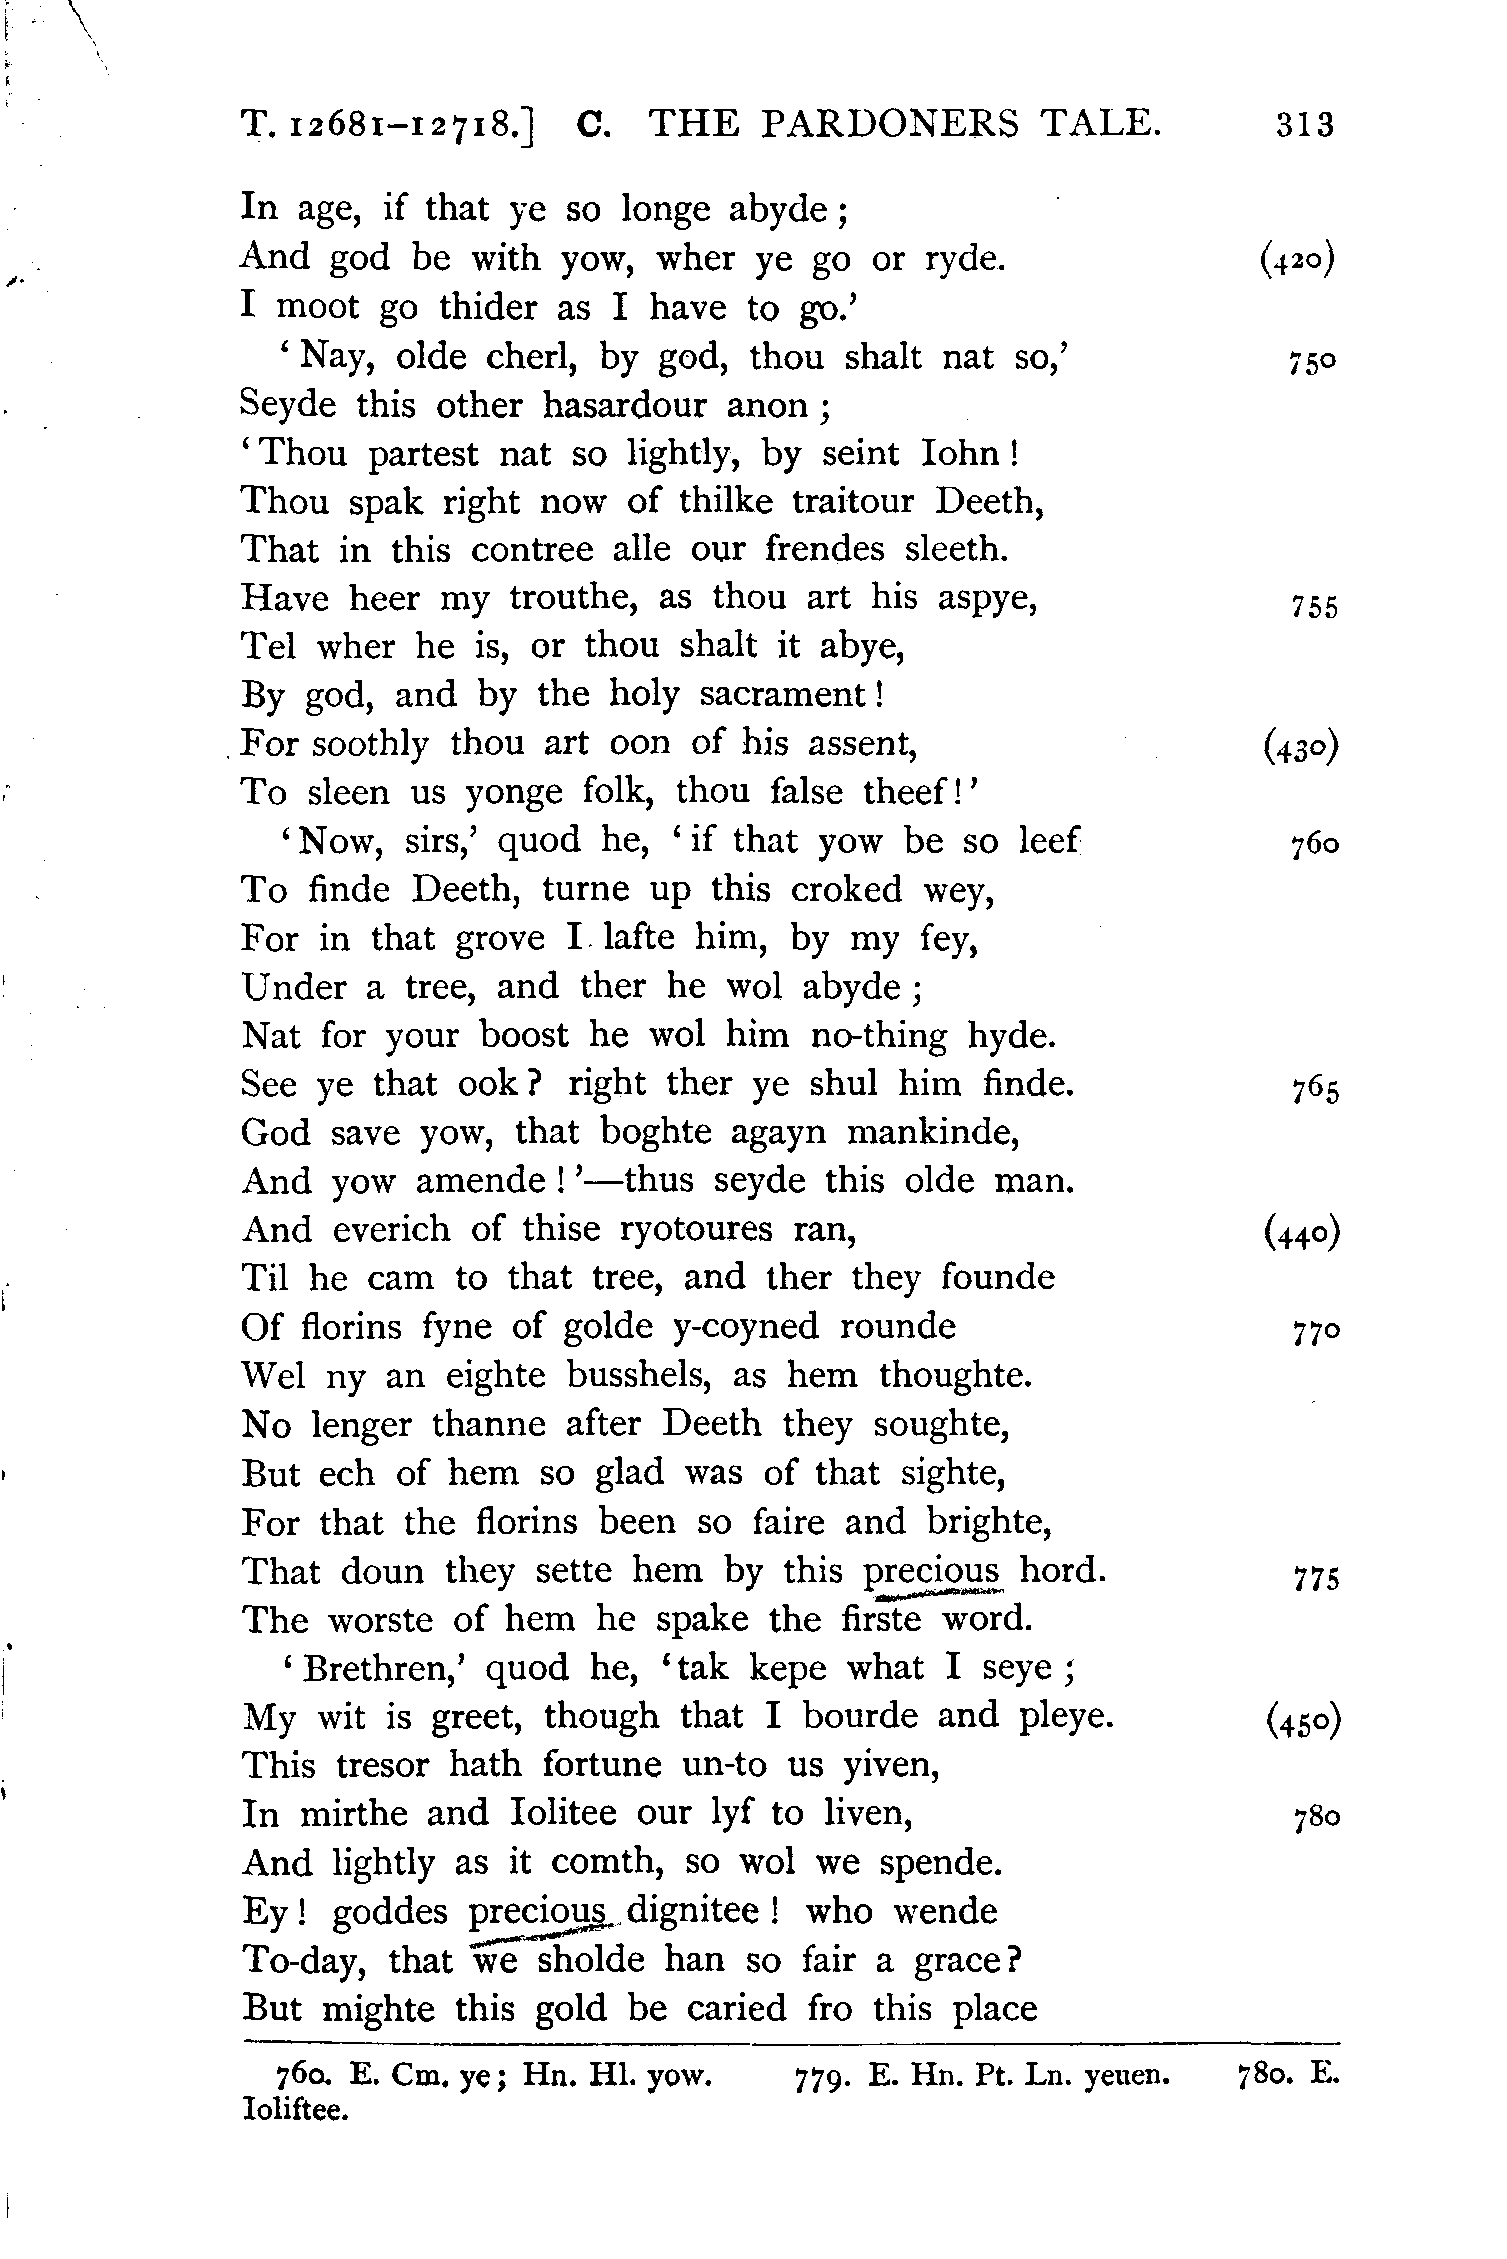 T. 12681-12718.] C. THE PARDONERS TALE. 313
In age, if that ye so longe abyde ;
And god be with yow, wher ye go or ryde. (420)
I moot go thider as I have to go.’
‘ Nay, olde cherl, by god, thou shalt nat so,’ 750
Seyde this other hasardour anon ;
‘ Thou partest nat so lightly, by seint Iohn !
Thou spak right now of thilke traitour Deeth,
That in this contree alle our frendes sleeth.
Have heer my trouthe, as thou art his aspye, 755
Tel wher he is, or thou shalt it abye,
By god, and by the holy sacrament !
For soothly thou art oon of his assent, (430)
To sleen us yonge folk, thou false theef! ’
‘ Now, sirs,’ quod he, ‘ if that yow be so leef 760
To finde Deeth, turne up this croked wey,
For in that grove I lafte him, by my fey,
Under a tree, and ther he wol abyde ;
Nat for your boost he wol him no-thing hyde.
See ye that ook ? right ther ye shul him finde. 765
God save yow, that boghte agayn mankinde,
And yow amende ! ’—thus seyde this olde man.
And everich of thise ryotoures ran, (440)
Til he cam to that tree, and ther they founde
Of florins fyne of golde y-coyned rounde 770
Wel ny an eighte busshels, as hem thoughte.
No lenger thanne after Deeth they soughte,
But ech of hem so glad was of that sighte,
For that the florins been so faire and brighte,
That doun they sette hem by this precious hord. 775
The worste of hem he spake the firste word.
‘ Brethren,’ quod he, ‘ tak kepe what I seye ;
My wit is greet, though that I bourde and pleye. (450)
This tresor hath fortune un-to us yiven,
In mirthe and Iolitee our lyf to liven, 780
And lightly as it comth, so wol we spende.
Ey ! goddes precious dignitee ! who wende
To-day, that we sholde han so fair a grace ?
But mighte this gold be caried fro this place
760. E. Cm. ye ; Hn. Hl. yow. 779. E. Hn. Pt. Ln. yeuen. 780. E.
Ioliftee.